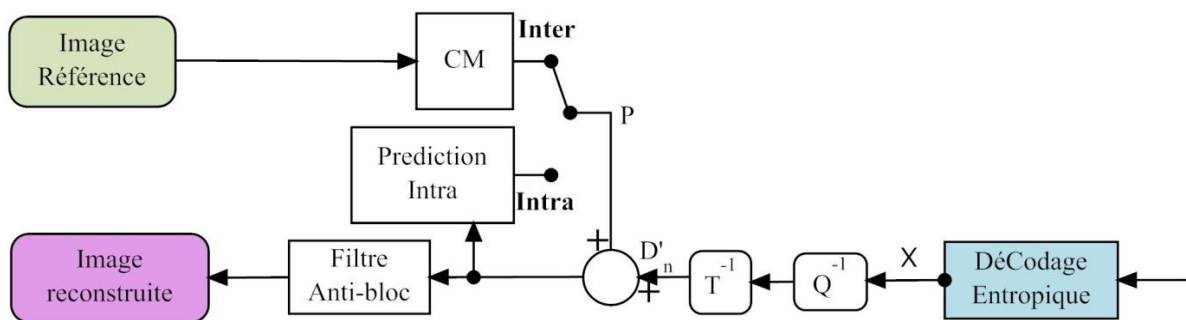 Image
Référence
CM
Inter
P
Prediction
Intra
Intra
Image
reconstruite
Filtre
Anti-bloc
+
+
D'n
T-1
Q-1
X
DéCodage
Entropique